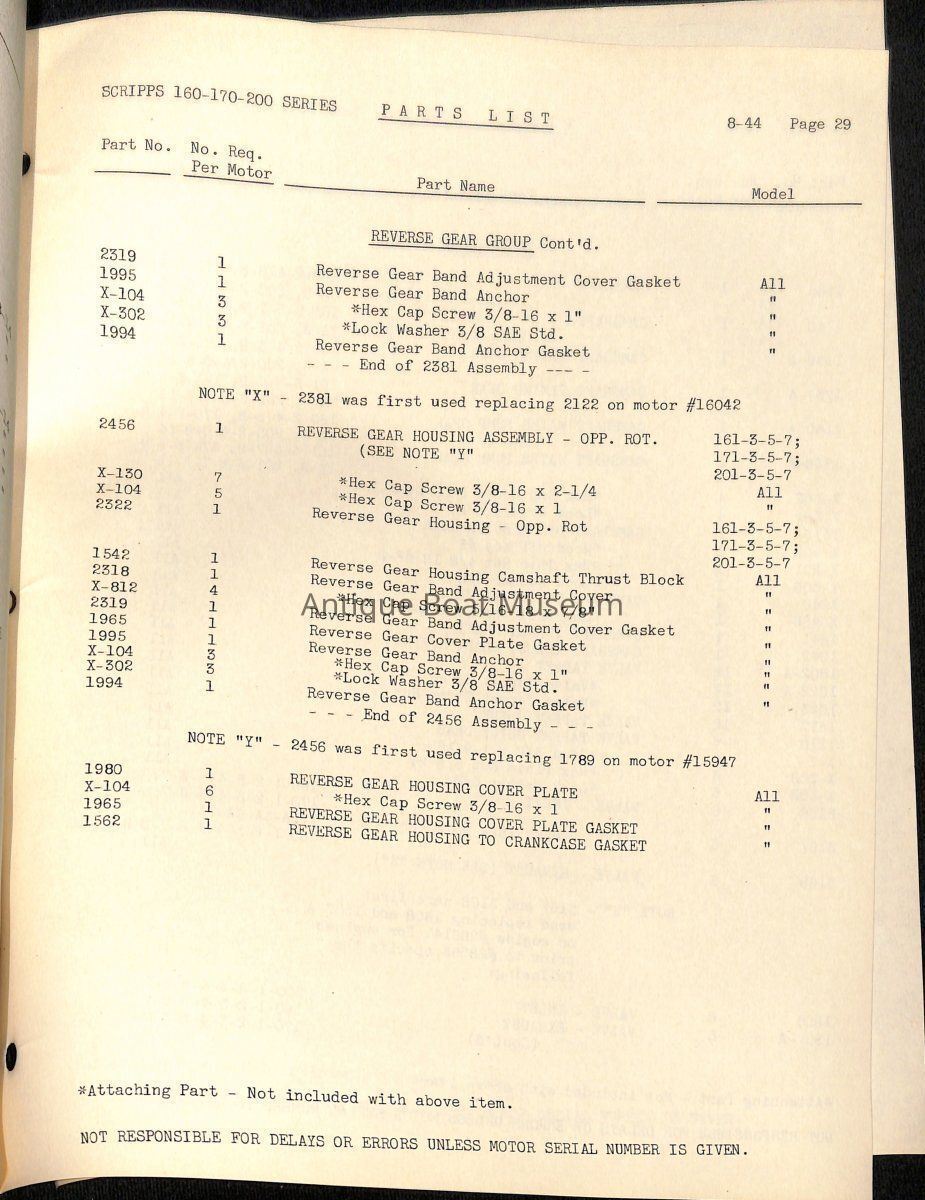 SCRIPPS 160-170-200 SERIES PARTS LIST 8-44 Page 29
Part No. No. Req. Per Motor Part Name Model
REVERSE GEAR GROUP Cont'd.
2319 1 Reverse Gear Band Adjustment Cover Gasket All
1995 1 Reverse Gear Band Anchor "
X-104 3 *Hex Cap Screw 3/8-16 x 1" "
X-302 3 *Lock Washer 3/8 SAE Std. "
1994 1 Reverse Gear Band Anchor Gasket "
- - - End of 2381 Assembly --- -
NOTE "X" - 2381 was first used replacing 2122 on motor #16042
2456 1 REVERSE GEAR HOUSING ASSEMBLY - OPP. ROT. 161-3-5-7;
(SEE NOTE "Y" 171-3-5-7;
201-3-5-7
X-130 7 *Hex Cap Screw 3/8-16 x 2-1/4 All
X-104 5 *Hex Cap Screw 3/8-16 x 1 "
2322 1 Reverse Gear Housing - Opp. Rot 161-3-5-7;
171-3-5-7;
201-3-5-7
1542 1 Reverse Gear Housing Camshaft Thrust Block All
2318 1 Reverse Gear Band Adjustment Cover "
X-812 4 *Hex Cap Screw 5/16-18 x 7/8" "
2319 1 Reverse Gear Band Adjustment Cover Gasket "
1965 1 Reverse Gear Cover Plate Gasket "
1995 1 Reverse Gear Band Anchor "
X-104 3 *Hex Cap Screw 3/8-16 x 1" "
X-302 3 *Lock Washer 3/8 SAE Std. "
1994 1 Reverse Gear Band Anchor Gasket "
- - - End of 2456 Assembly - - -
Antique Boat Museum
NOTE "Y" - 2456 was first used replacing 1789 on motor #15947
1980 1 REVERSE GEAR HOUSING COVER PLATE All
X-104 6 *Hex Cap Screw 3/8-16 x 1 "
1965 1 REVERSE GEAR HOUSING COVER PLATE GASKET "
1562 1 REVERSE GEAR HOUSING TO CRANKCASE GASKET "
*Attaching Part - Not included with above item.
NOT RESPONSIBLE FOR DELAYS OR ERRORS UNLESS MOTOR SERIAL NUMBER IS GIVEN.